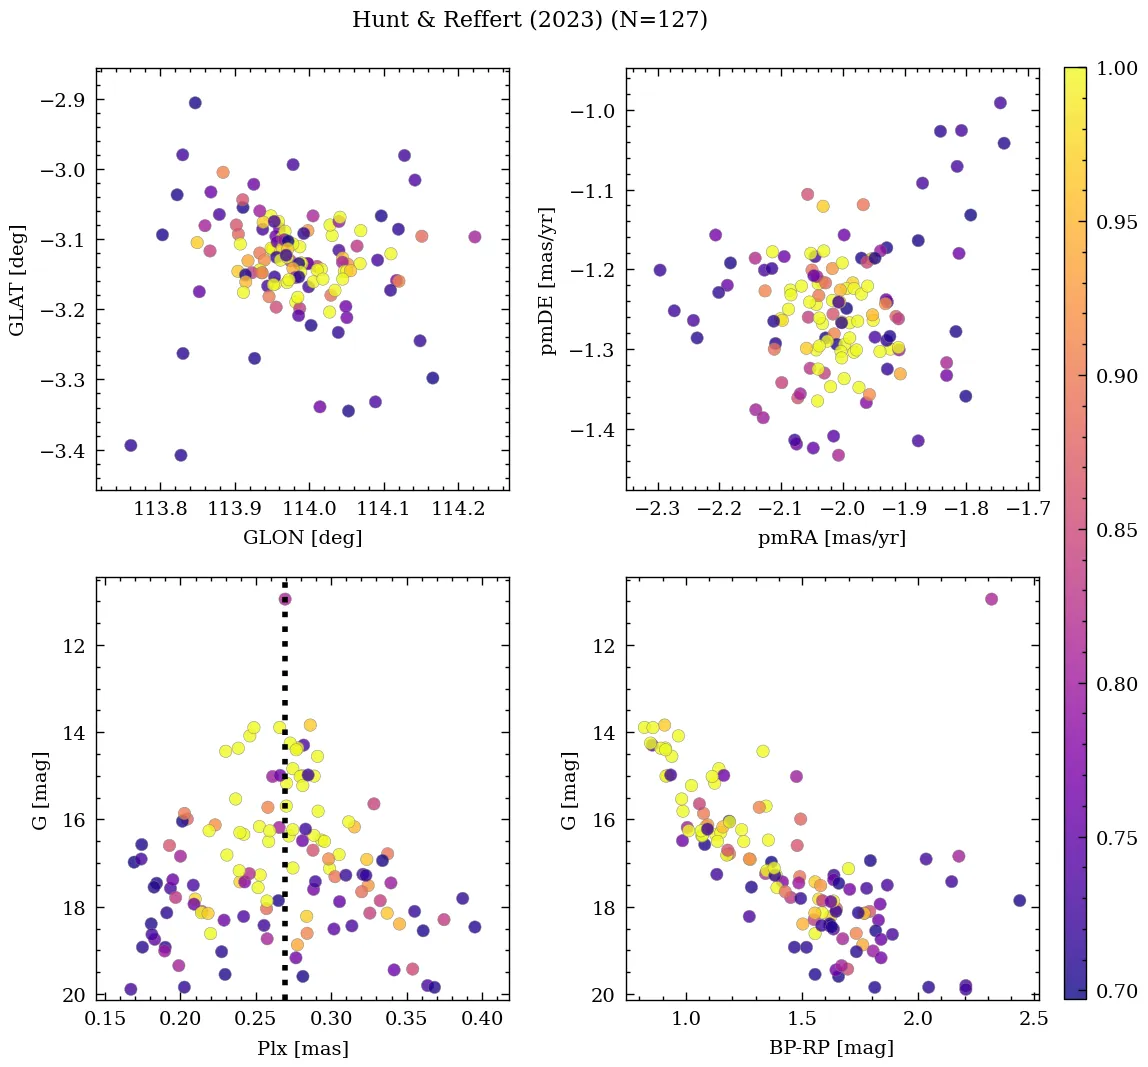 Hunt & Reffert (2023) (N=127)
−2.9
−3.0
−3.1
−3.2
−3.3
−3.4
GLAT [deg]
113.8 113.9 114.0 114.1 114.2
GLON [deg]
−1.0
−1.1
−1.2
−1.3
−1.4
pmDE [mas/yr]
−2.3 −2.2 −2.1 −2.0 −1.9 −1.8 −1.7
pmRA [mas/yr]
12
14
16
18
20
G [mag]
0.15 0.20 0.25 0.30 0.35 0.40
Plx [mas]
12
14
16
18
20
G [mag]
1.0 1.5 2.0 2.5
BP-RP [mag]
1.00
0.95
0.90
0.85
0.80
0.75
0.70